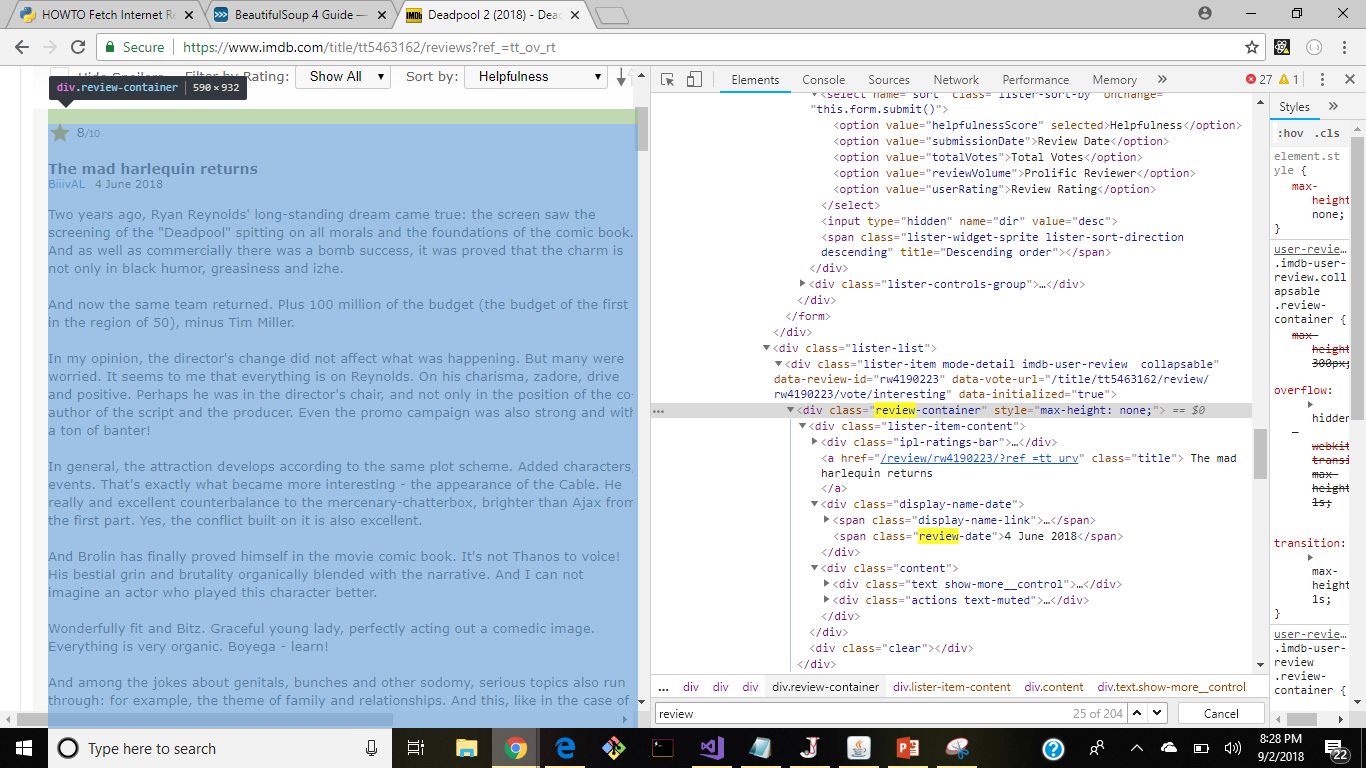 HOWTO Fetch Internet Re
BeautifulSoup 4 Guide —
Deadpool 2 (2018) - Dea
Secure
https://www.imdb.com/title/tt5463162/reviews?ref_=tt_ov_rt
Hide Spoilers
Filter by Rating:
Show All
Sort by:
Helpfulness
div.review-container
590 × 932
8/10
The mad harlequin returns
BiiivAL 4 June 2018
Two years ago, Ryan Reynolds' long-standing dream came true: the screen saw the
screening of the "Deadpool" spitting on all morals and the foundations of the comic book.
And as well as commercially there was a bomb success, it was proved that the charm is
not only in black humor, greasiness and izhe.
And now the same team returned. Plus 100 million of the budget (the budget of the first
in the region of 50), minus Tim Miller.
In my opinion, the director's change did not affect what was happening. But many were
worried. It seems to me that everything is on Reynolds. On his charisma, zadore, drive
and positive. Perhaps he was in the director's chair, and not only in the position of the co-
author of the script and the producer. Even the promo campaign was also strong and with
a ton of banter!
In general, the attraction develops according to the same plot scheme. Added characters,
events. That's exactly what became more interesting - the appearance of the Cable. He
really and excellent counterbalance to the mercenary-chatterbox, brighter than Ajax from
the first part. Yes, the conflict built on it is also excellent.
And Brolin has finally proved himself in the movie comic book. It's not Thanos to voice!
His bestial grin and brutality organically blended with the narrative. And I can not
imagine an actor who played this character better.
Wonderfully fit and Bitz. Graceful young lady, perfectly acting out a comedic image.
Everything is very organic. Boyega - learn!
And among the jokes about genitals, bunches and other sodomy, serious topics also run
through: for example, the theme of family and relationships. And this, like in the case of
Elements
Console
Sources
Network
Performance
Memory
27
1
<select name="sort" class="lister-sort-by" onchange=
"this.form.submit()">
<option value="helpfulnessScore" selected>Helpfulness</option>
<option value="submissionDate">Review Date</option>
<option value="totalVotes">Total Votes</option>
<option value="reviewVolume">Prolific Reviewer</option>
<option value="userRating">Review Rating</option>
</select>
<input type="hidden" name="dir" value="desc">
<span class="lister-widget-sprite lister-sort-direction
descending" title="Descending order"></span>
</div>
<div class="lister-controls-group">…</div>
</div>
</form>
</div>
<div class="lister-list">
<div class="lister-item mode-detail imdb-user-review  collapsable"
data-review-id="rw4190223" data-vote-url="/title/tt5463162/review/
rw4190223/vote/interesting" data-initialized="true">
<div class="review-container" style="max-height: none;"> == $0
<div class="lister-item-content">
<div class="ipl-ratings-bar">…</div>
<a href="/review/rw4190223/?ref_=tt_urv" class="title"> The mad
harlequin returns
</a>
<div class="display-name-date">
<span class="display-name-link">…</span>
<span class="review-date">4 June 2018</span>
</div>
<div class="content">
<div class="text show-more__control">…</div>
<div class="actions text-muted">…</div>
</div>
</div>
<div class="clear"></div>
</div>
... div div div div.review-container div.lister-item-content div.content div.text.show-more__control
review
25 of 204
Cancel
Styles
:hov .cls
element.st
yle {
max-
height
none;
}
user-revie…
.imdb-user-
review.coll
apsable
.review-
container {
max-
height
300px;
overflow:
hidden
webkit
transi
max-
height
1s;
transition:
max-
height
1s;
}
user-revie…
.imdb-user-
review
.review-
container {
Type here to search
8:28 PM
9/2/2018
22